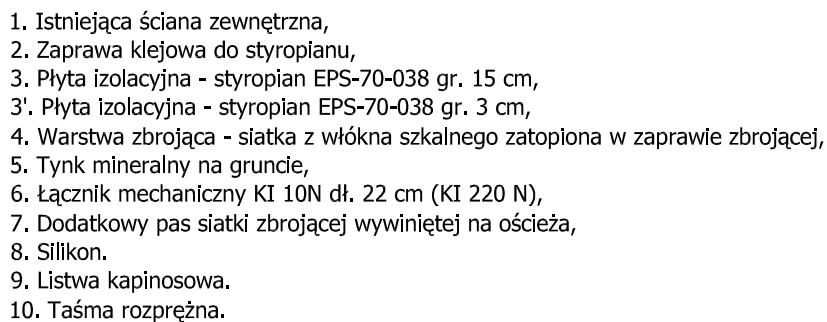 1. Istniejąca ściana zewnętrzna,
2. Zaprawa klejowa do styropianu,
3. Płyta izolacyjna - styropian EPS-70-038 gr. 15 cm,
3'. Płyta izolacyjna - styropian EPS-70-038 gr. 3 cm,
4. Warstwa zbrojąca - siatka z włókna szkalnego zatopiona w zaprawie zbrojącej,
5. Tynk mineralny na gruncie,
6. Łącznik mechaniczny KI 10N dł. 22 cm (KI 220 N),
7. Dodatkowy pas siatki zbrojącej wywiniętej na ościeża,
8. Silikon.
9. Listwa kapinosowa.
10. Taśma rozprężna.